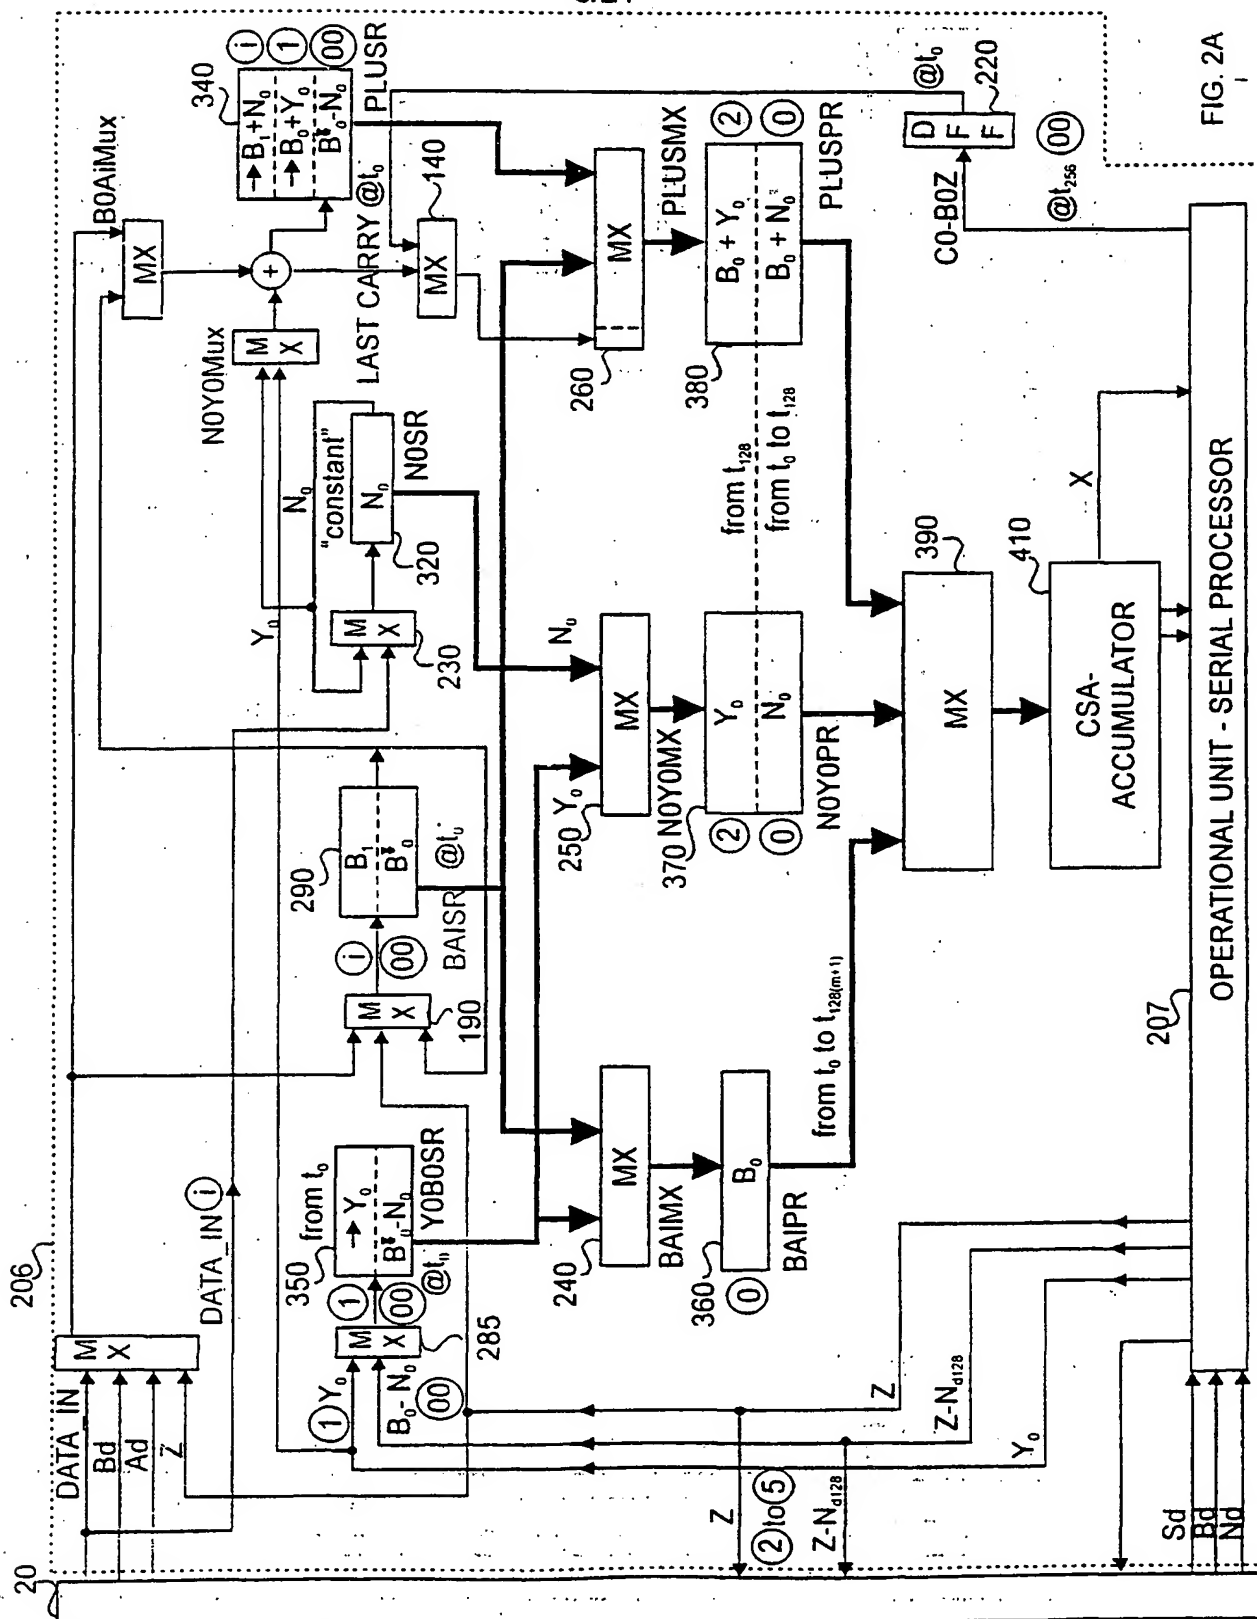 206
20
DATA_IN
Bd
Ad
Z
M X
DATA_IN i
B0AiMux
MX
N0Y0Mux
M X
+
340
→ B₁+N₀
→ B₀+Y₀
B*₀-N₀
i
1
00
PLUSR
LAST CARRY @t₀
MX
140
Y₀
N₀
"constant"
N₀
N0SR
320
M X
230
290
B₁
B*₀
BAISR @t₀
i
00
M X
190
350 from t₀
→ Y₀
B*₀-N₀
Y0B0SR
@t₀
1
00
M X
285
1 Y₀
B₀-N₀
00
240
MX
BAIMX
360
B₀
0
BAIPR
Y₀
N₀
250
MX
N0Y0MX
370
Y₀
N₀
2
0
N0Y0PR
260
MX
PLUSMX
380
B₀ + Y₀
B₀ + N₀
2
0
PLUSPR
from t₁₂₈
from t₀ to t₁₂₈
from t₀ to t₁₂₈₍ₘ₊₁₎
390
MX
410
CSA-
ACCUMULATOR
X
D F F
@t₀
220
C0-B0Z
@t₂₅₆
00
Z
Z-N_d128
Y₀
Z
2 to 5
Z-N_d128
Sd
Bd
Nd
207
OPERATIONAL UNIT - SERIAL PROCESSOR
FIG. 2A